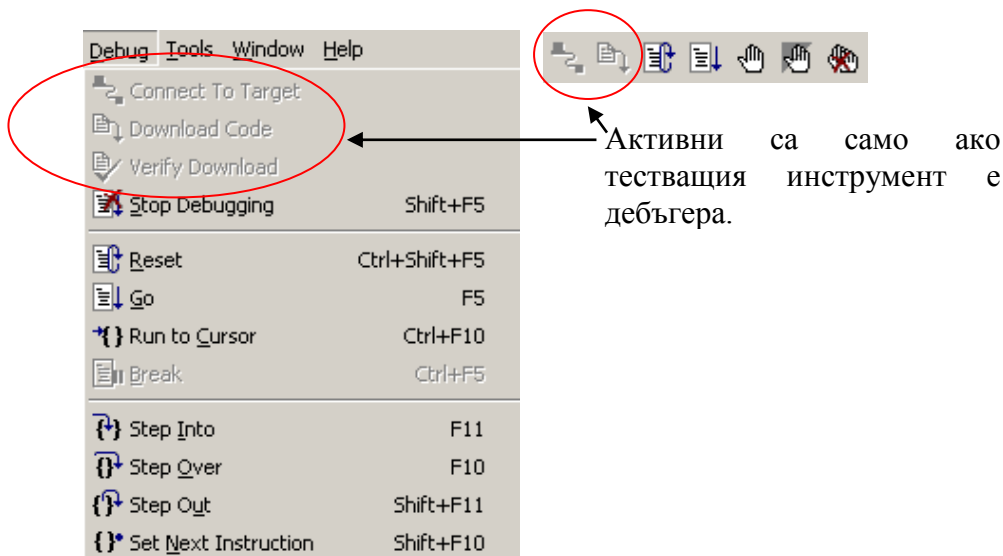 Debug Tools Window Help
Connect To Target
Download Code
Verify Download
Stop Debugging Shift+F5
Reset Ctrl+Shift+F5
Go F5
Run to Cursor Ctrl+F10
Break Ctrl+F5
Step Into F11
Step Over F10
Step Out Shift+F11
Set Next Instruction Shift+F10
Активни са само ако
тестващия инструмент е
дебъгера.